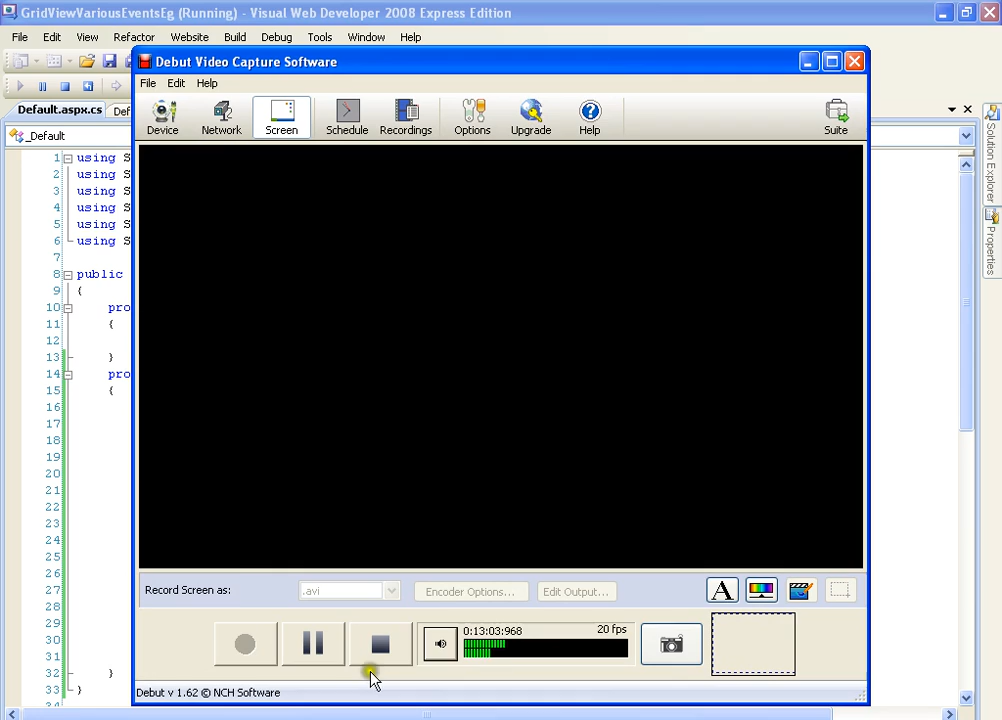 GridViewVariousEventsEg (Running) - Visual Web Developer 2008 Express Edition
File Edit View Refactor Website Build Debug Tools Window Help
Debut Video Capture Software
File Edit Help
Device Network Screen Schedule Recordings Options Upgrade Help Suite
Default.aspx.cs Def
_Default
1 using S
2 using S
3 using S
4 using S
5 using S
6 using S
7
8 public
9 {
10 pro
11 {
12
13 }
14 pro
15 {
16
17
18
19
20
21
22
23
24
25
26
27
28
29
30
31
32 }
33 }
34
Solution Explorer
Properties
Record Screen as: .avi Encoder Options... Edit Output... A
0:13:03:968 20 fps
Debut v 1.62 © NCH Software